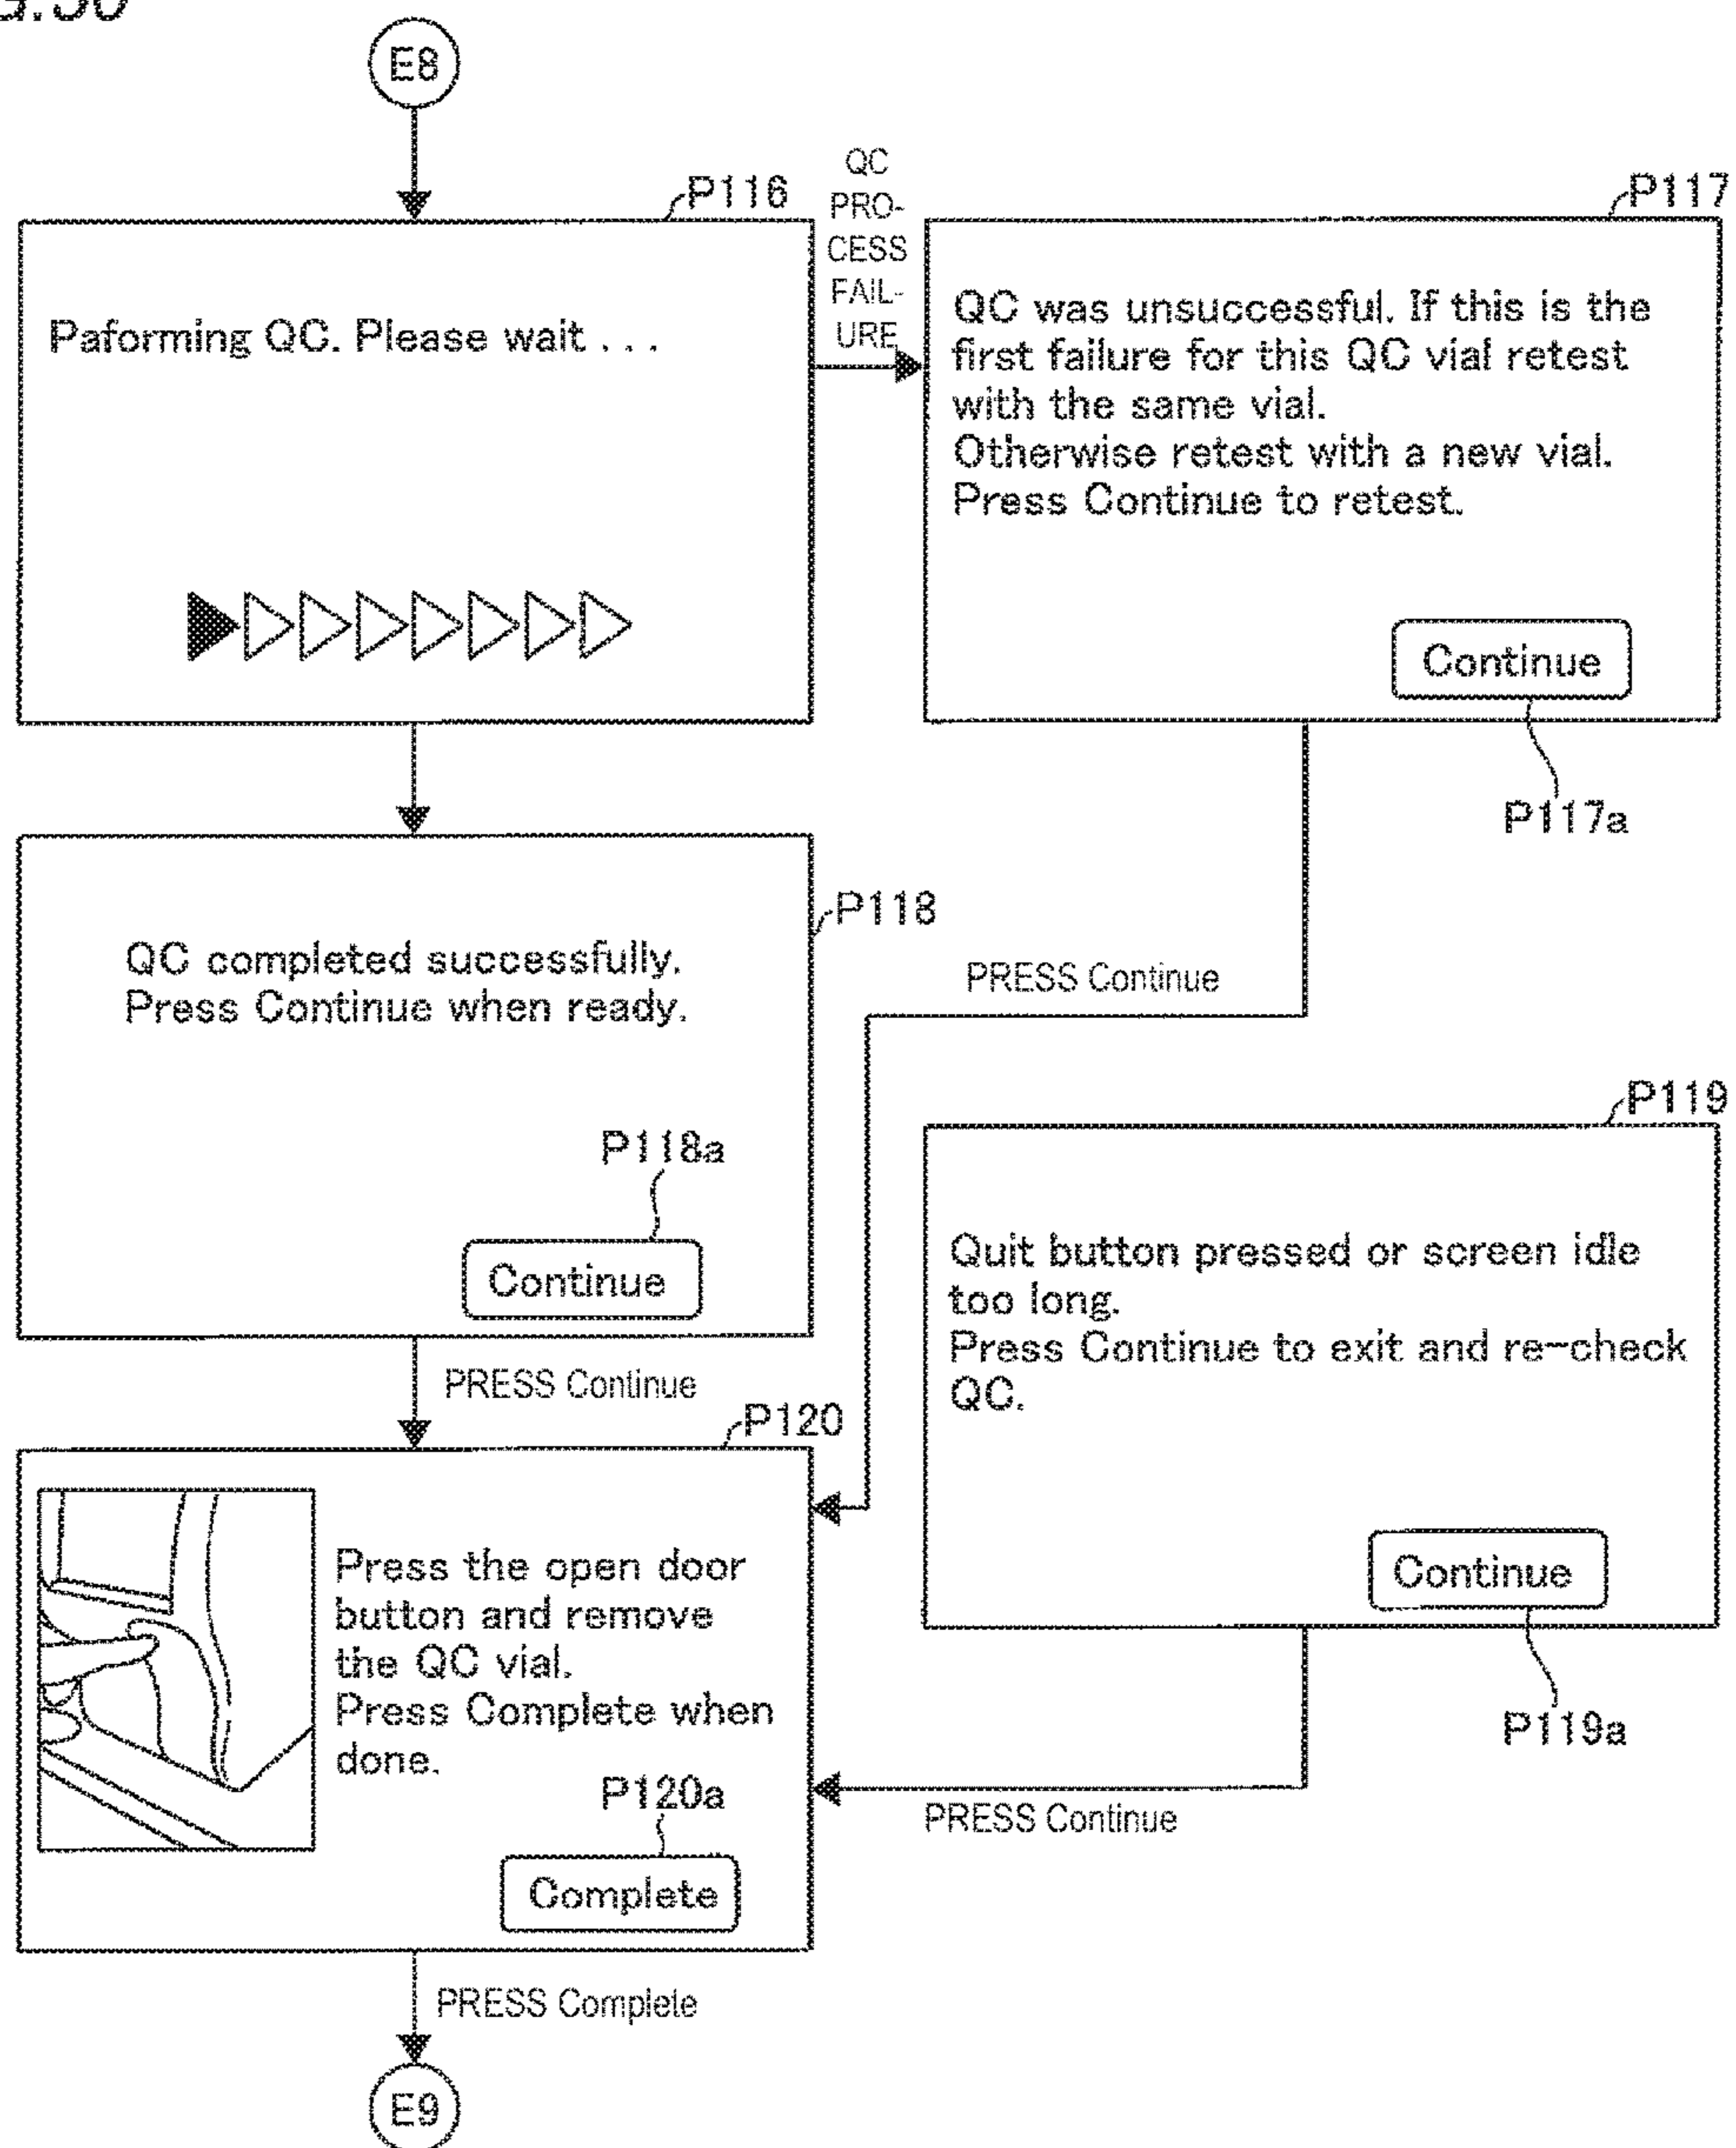 G.30
E8
P116
Paforming QC. Please wait . . .
QC
PRO-
CESS
FAIL-
URE
P117
QC was unsuccessful. If this is the
first failure for this QC vial retest
with the same vial.
Otherwise retest with a new vial.
Press Continue to retest.
Continue
P117a
P118
QC completed successfully.
Press Continue when ready.
P118a
Continue
PRESS Continue
PRESS Continue
P119
Quit button pressed or screen idle
too long.
Press Continue to exit and re-check
QC.
Continue
P119a
PRESS Continue
P120
Press the open door
button and remove
the QC vial.
Press Complete when
done.
P120a
Complete
PRESS Complete
E9